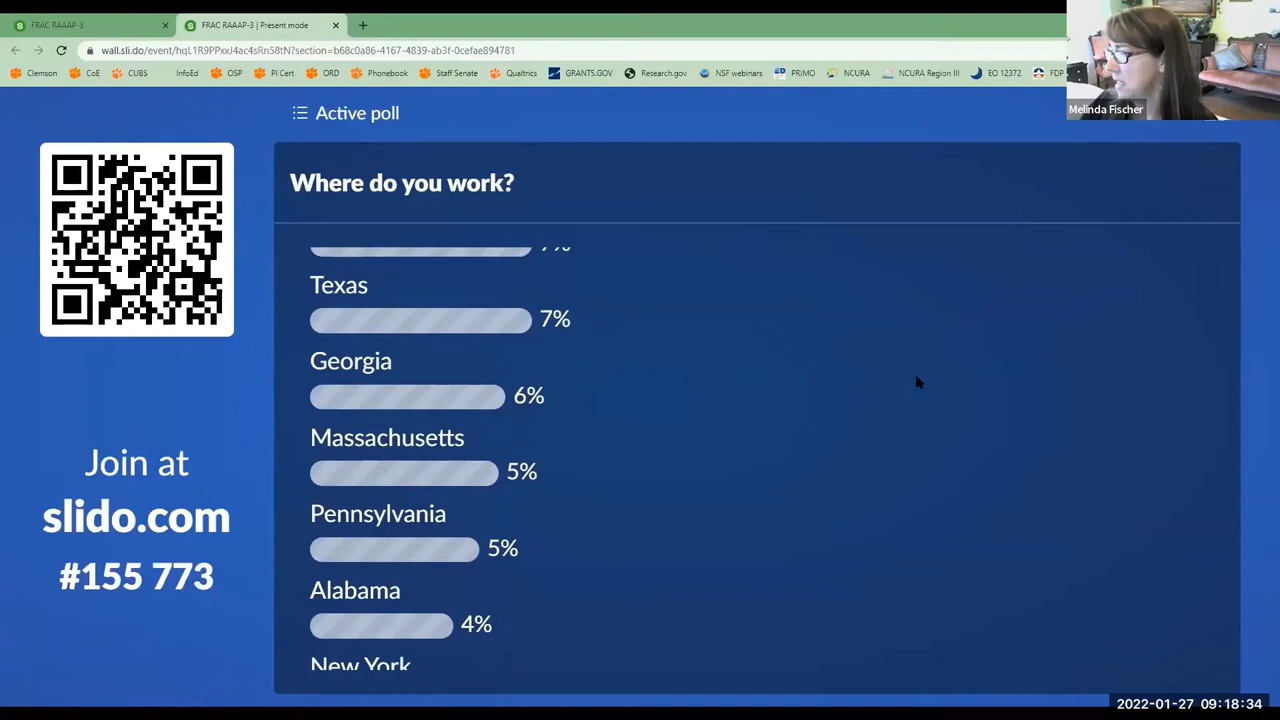 FRAC RAAAP-3
FRAC RAAAP-3 | Present mode
wall.sli.do/event/hqL1R9PPxxJ4ac4sRn58tN?section=b68c0a86-4167-4839-ab3f-0cefae894781
Clemson CoE CUBS InfoEd OSP PI Cert ORD Phonebook Staff Senate Qualtrics GRANTS.GOV Research.gov NSF webinars PRIMO NCURA NCURA Region III EO 12372 FDP
Melinda Fischer
Active poll
Where do you work?
7%
Texas
7%
Georgia
6%
Massachusetts
5%
Pennsylvania
5%
Alabama
4%
New York
Join at
slido.com
#155 773
2022-01-27 09:18:34